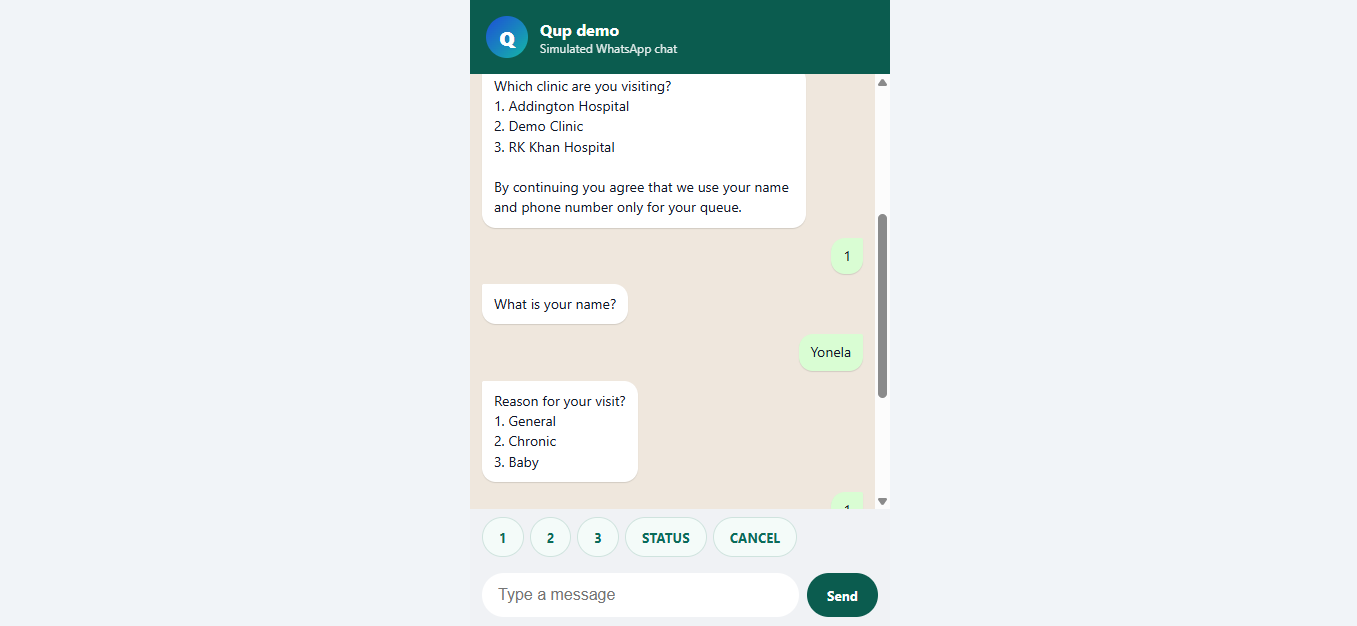 Q
Qup demo
Simulated WhatsApp chat
Which clinic are you visiting?
1. Addington Hospital
2. Demo Clinic
3. RK Khan Hospital
By continuing you agree that we use your name
and phone number only for your queue.
1
What is your name?
Yonela
Reason for your visit?
1. General
2. Chronic
3. Baby
1
1
2
3
STATUS
CANCEL
Type a message
Send